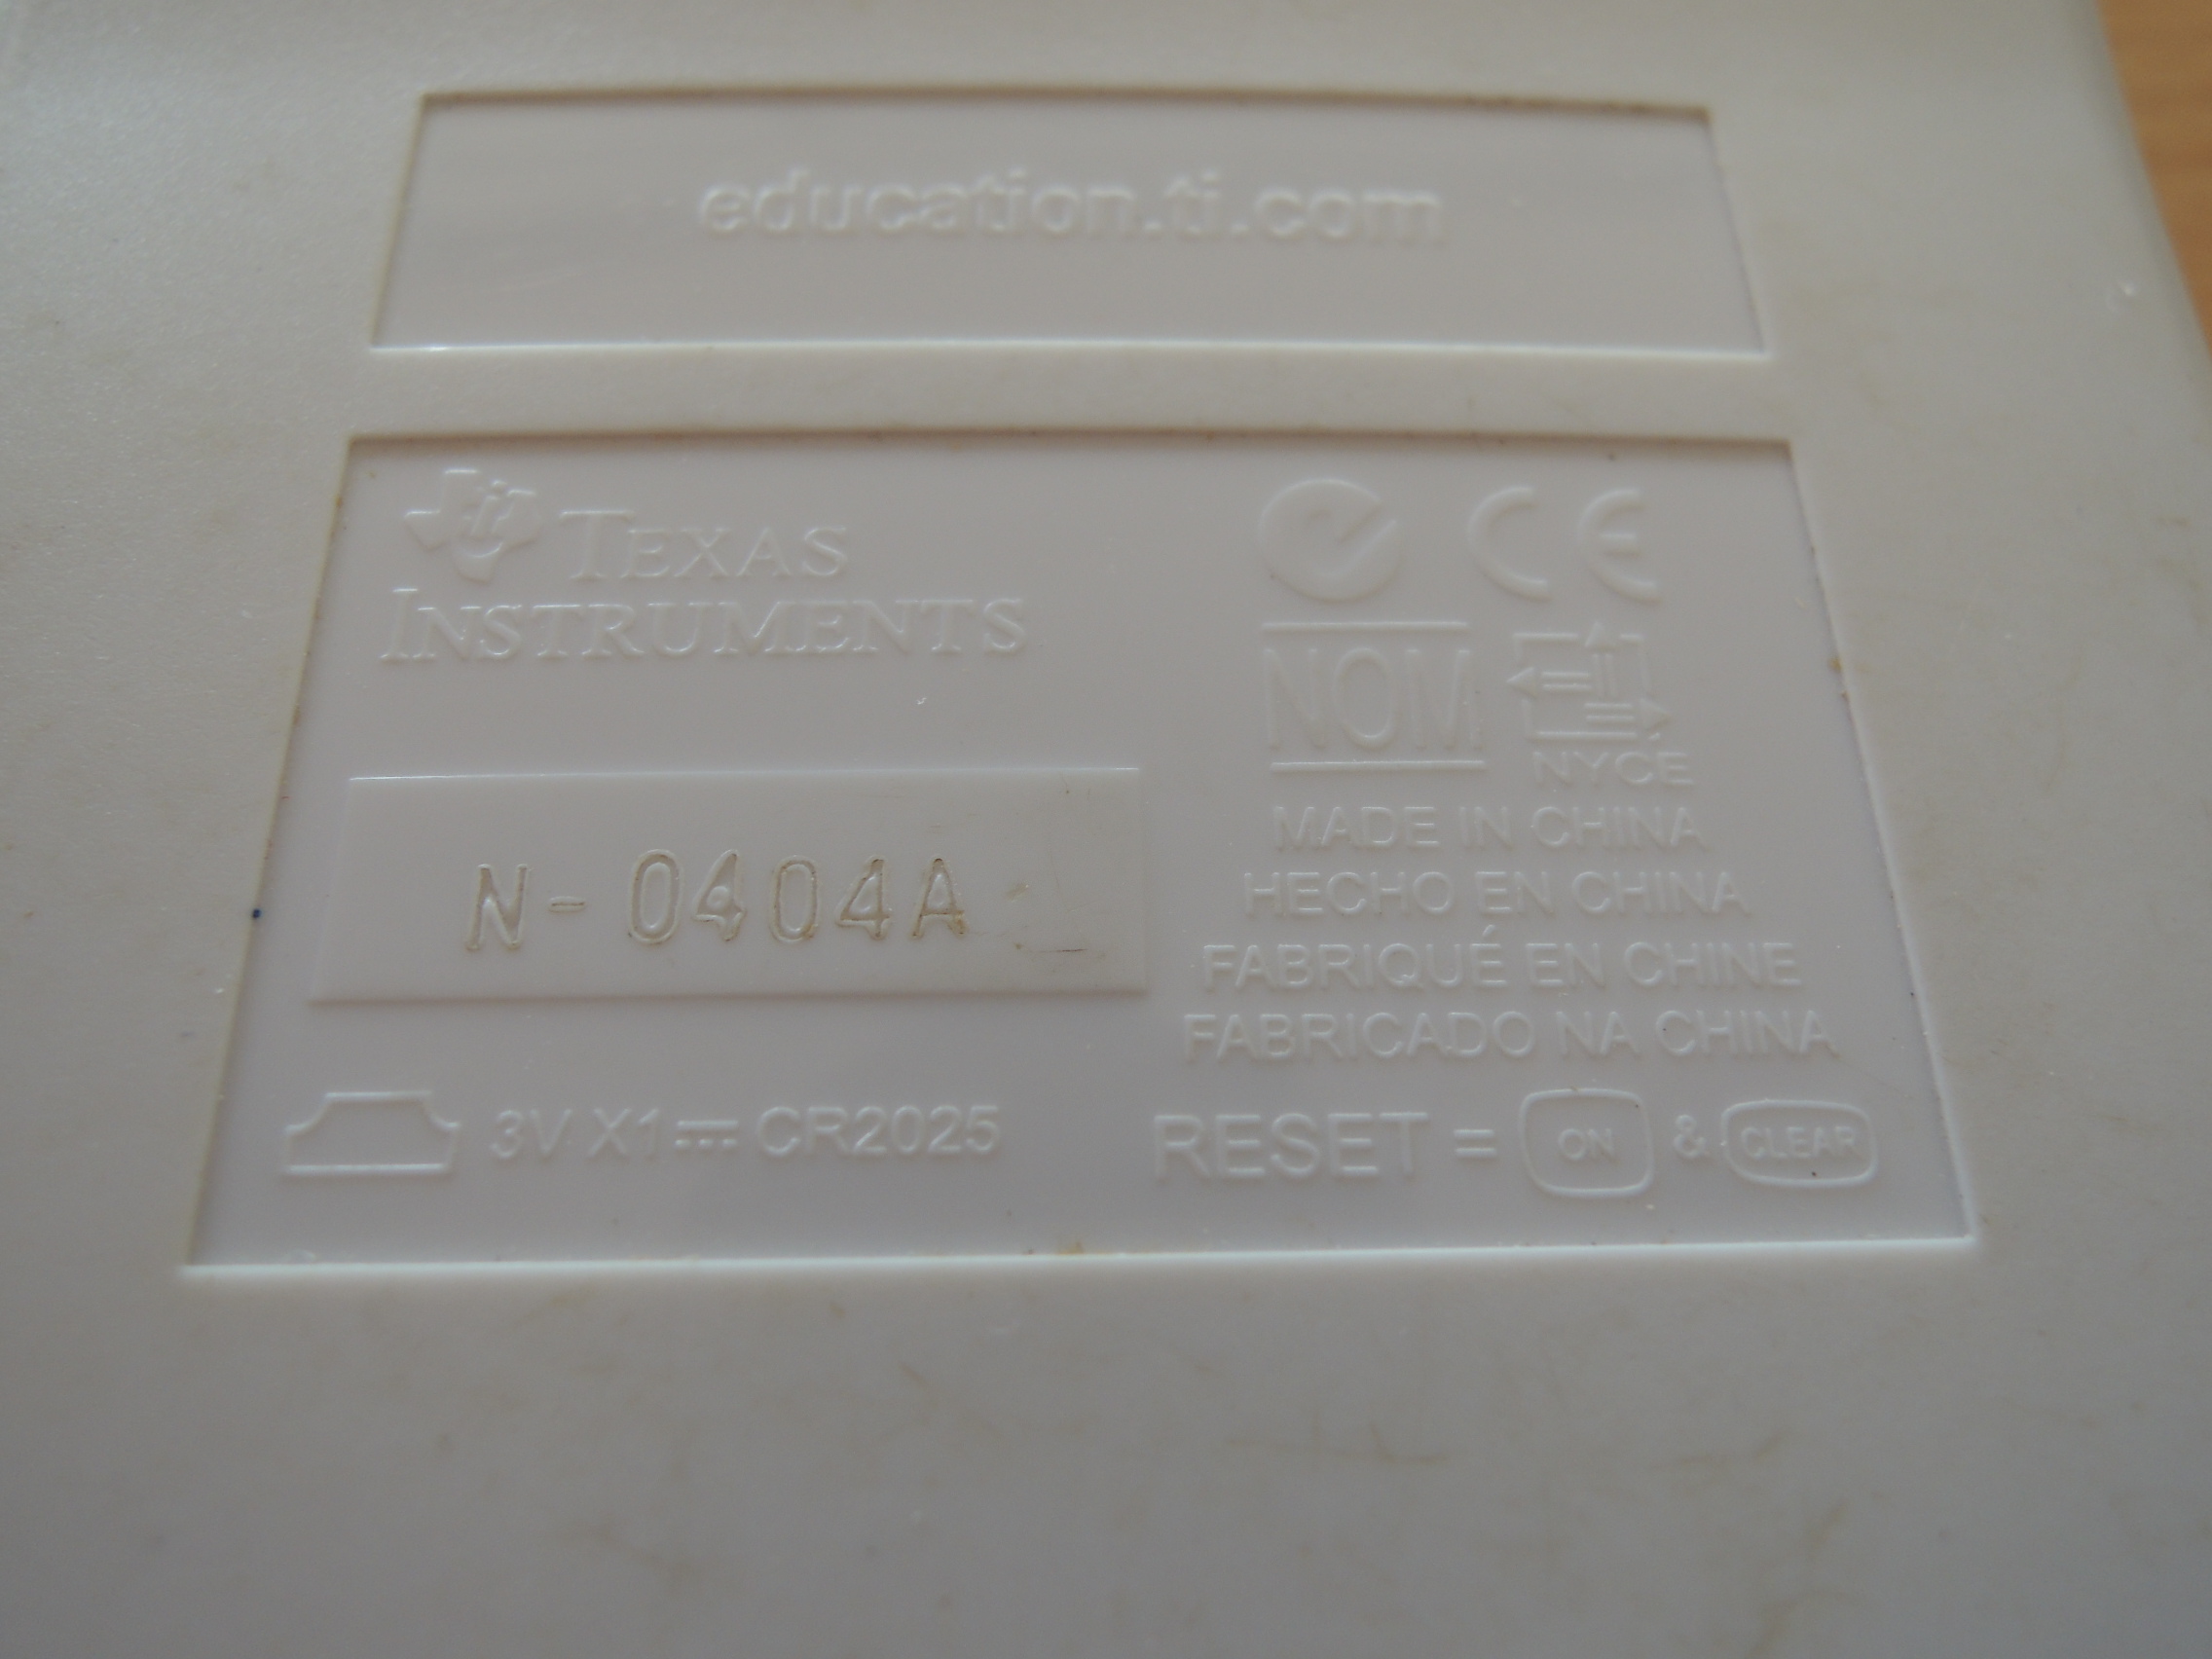 education.ti.com
TEXAS
INSTRUMENTS
CE
NOM
NYCE
MADE IN CHINA
HECHO EN CHINA
FABRIQUÉ EN CHINE
FABRICADO NA CHINA
N-0404A
3V X1 ⎓ CR2025
RESET = ON & CLEAR